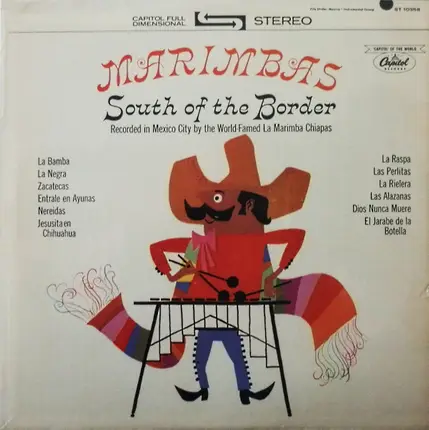 CAPITOL FULL DIMENSIONAL STEREO
ST 10258
MARIMBAS
South of the Border
Recorded in Mexico City by the World-Famed La Marimba Chiapas
CAPITOL OF THE WORLD
Capitol
RECORDS
La Bamba
La Negra
Zacatecas
Entrale en Ayunas
Nereidas
Jesusita en
Chihuahua
La Raspa
Las Perlitas
La Rielera
Las Alazanas
Dios Nunca Muere
El Jarabe de la
Botella